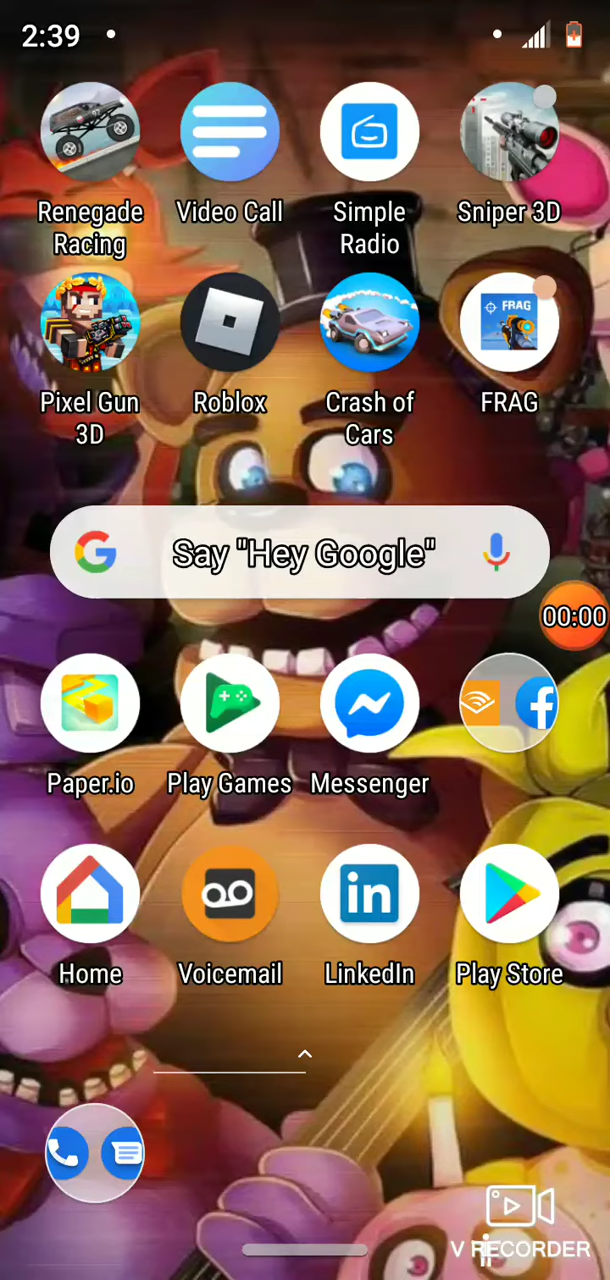 2:39
Renegade Racing
Video Call
Simple Radio
Sniper 3D
Pixel Gun 3D
Roblox
Crash of Cars
FRAG
FRAG
Say "Hey Google"
00:00
Paper.io
Play Games
Messenger
Home
Voicemail
in
LinkedIn
Play Store
V RECORDER